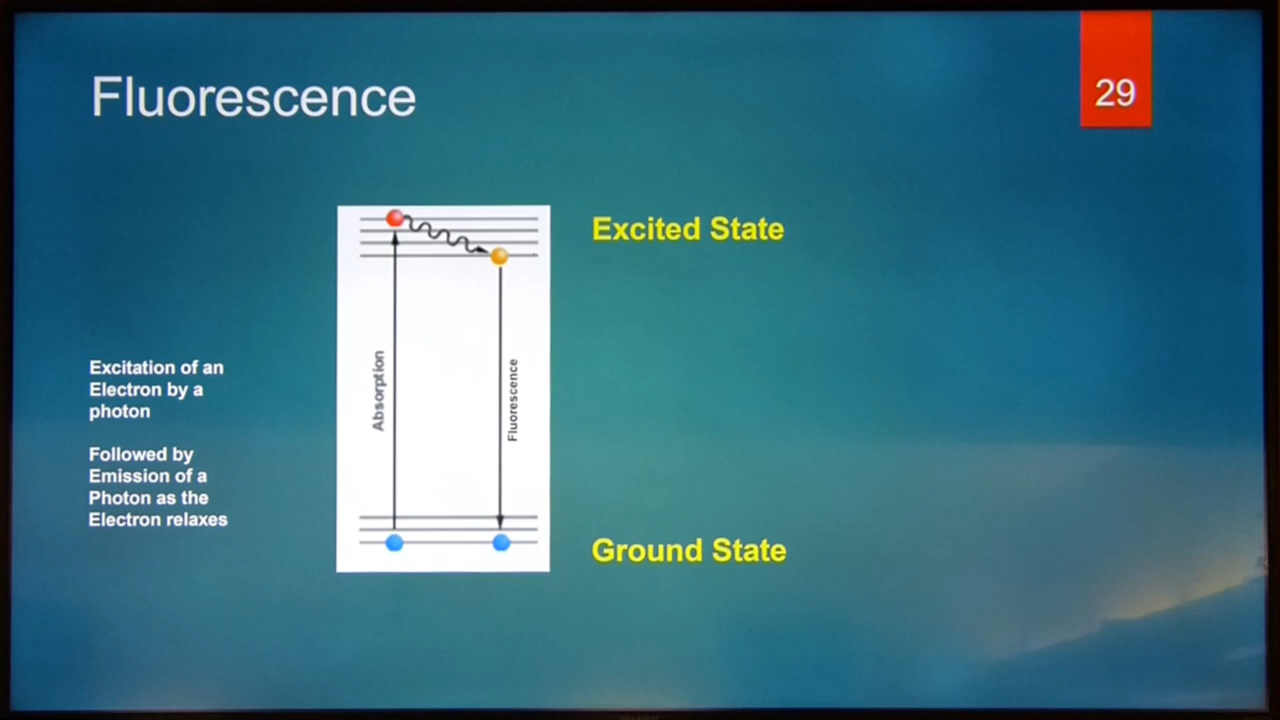 Fluorescence
29
Excited State
Absorption
Fluorescence
Excitation of an
Electron by a
photon
Followed by
Emission of a
Photon as the
Electron relaxes
Ground State